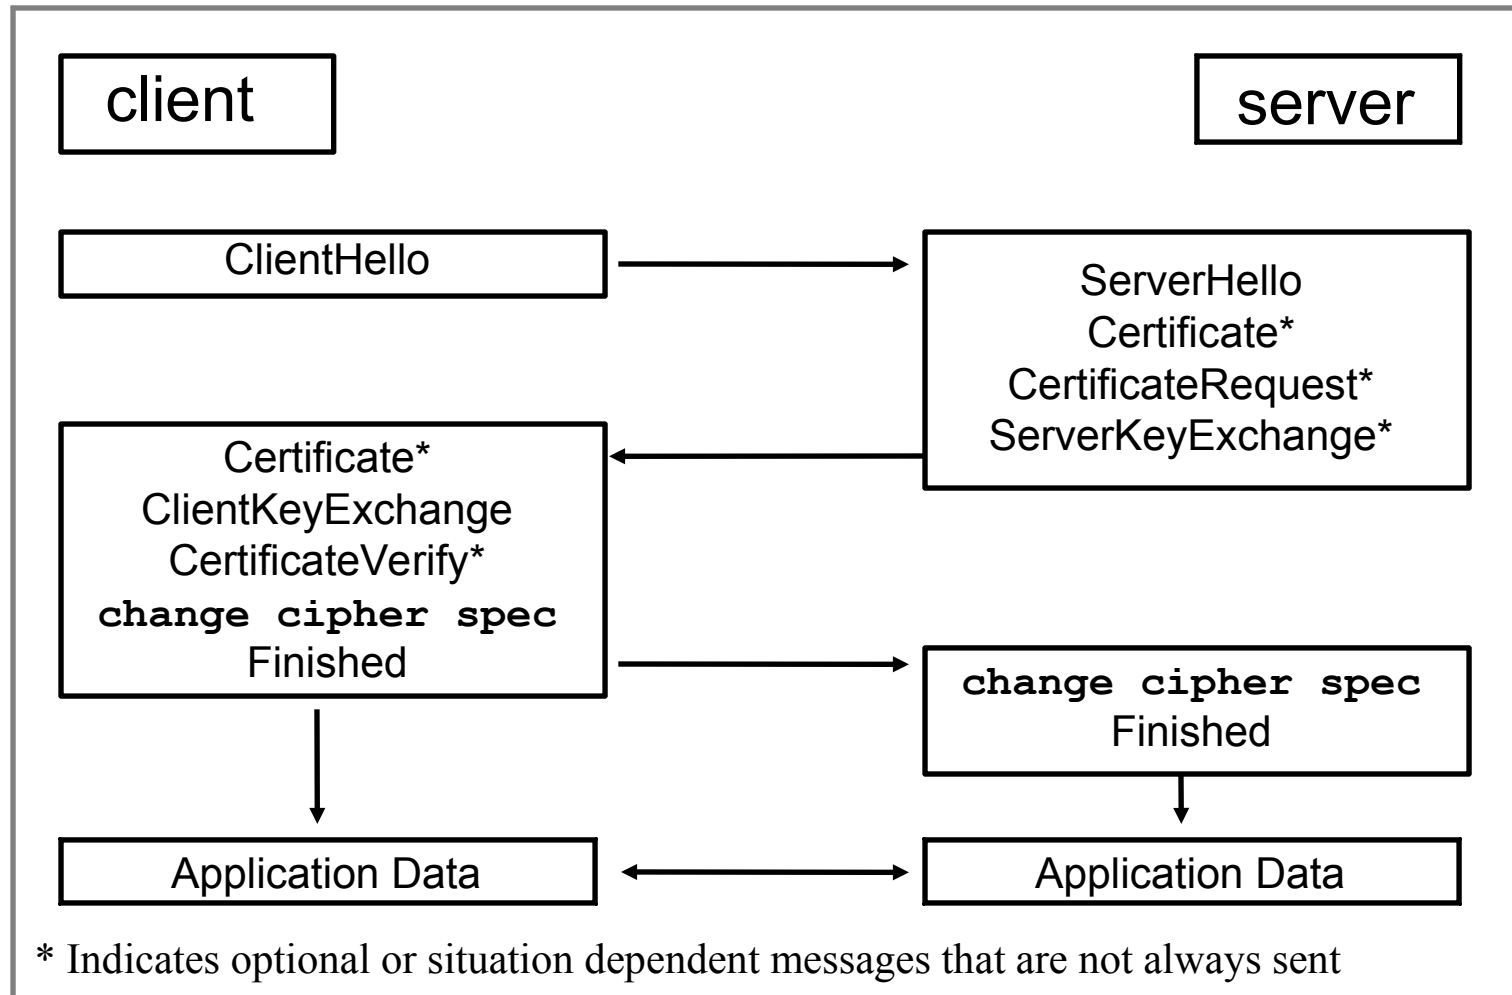 client
server
ClientHello
ServerHello
Certificate*
CertificateRequest*
ServerKeyExchange*
Certificate*
ClientKeyExchange
CertificateVerify*
change cipher spec
Finished
change cipher spec
Finished
Application Data
Application Data
* Indicates optional or situation dependent messages that are not always sent